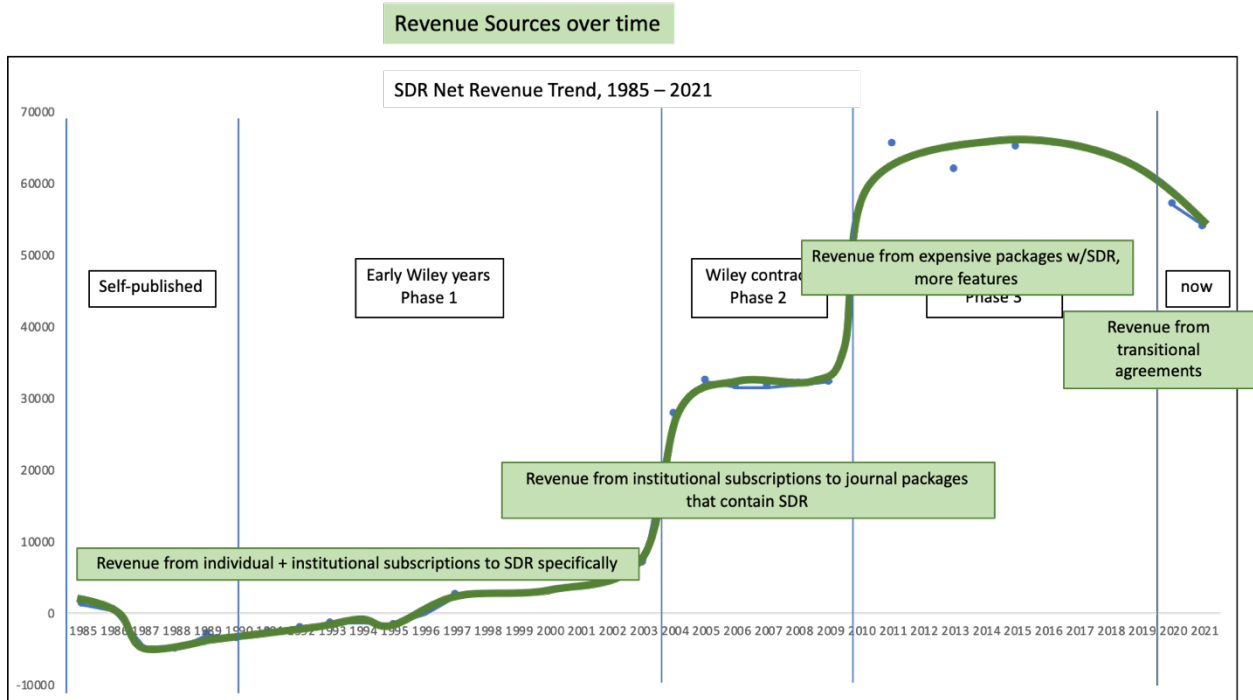 Revenue Sources over time
SDR Net Revenue Trend, 1985 – 2021
70000
60000
50000
40000
30000
20000
10000
0
-10000
Self-published
Early Wiley years
Phase 1
Wiley contrac
Phase 2
Revenue from expensive packages w/SDR,
more features
Phase 3
now
Revenue from
transitional
agreements
Revenue from institutional subscriptions to journal packages
that contain SDR
Revenue from individual + institutional subscriptions to SDR specifically
1985 1986 1987 1988 1989 1990 1991 1992 1993 1994 1995 1996 1997 1998 1999 2000 2001 2002 2003 2004 2005 2006 2007 2008 2009 2010 2011 2012 2013 2014 2015 2016 2017 2018 2019 2020 2021